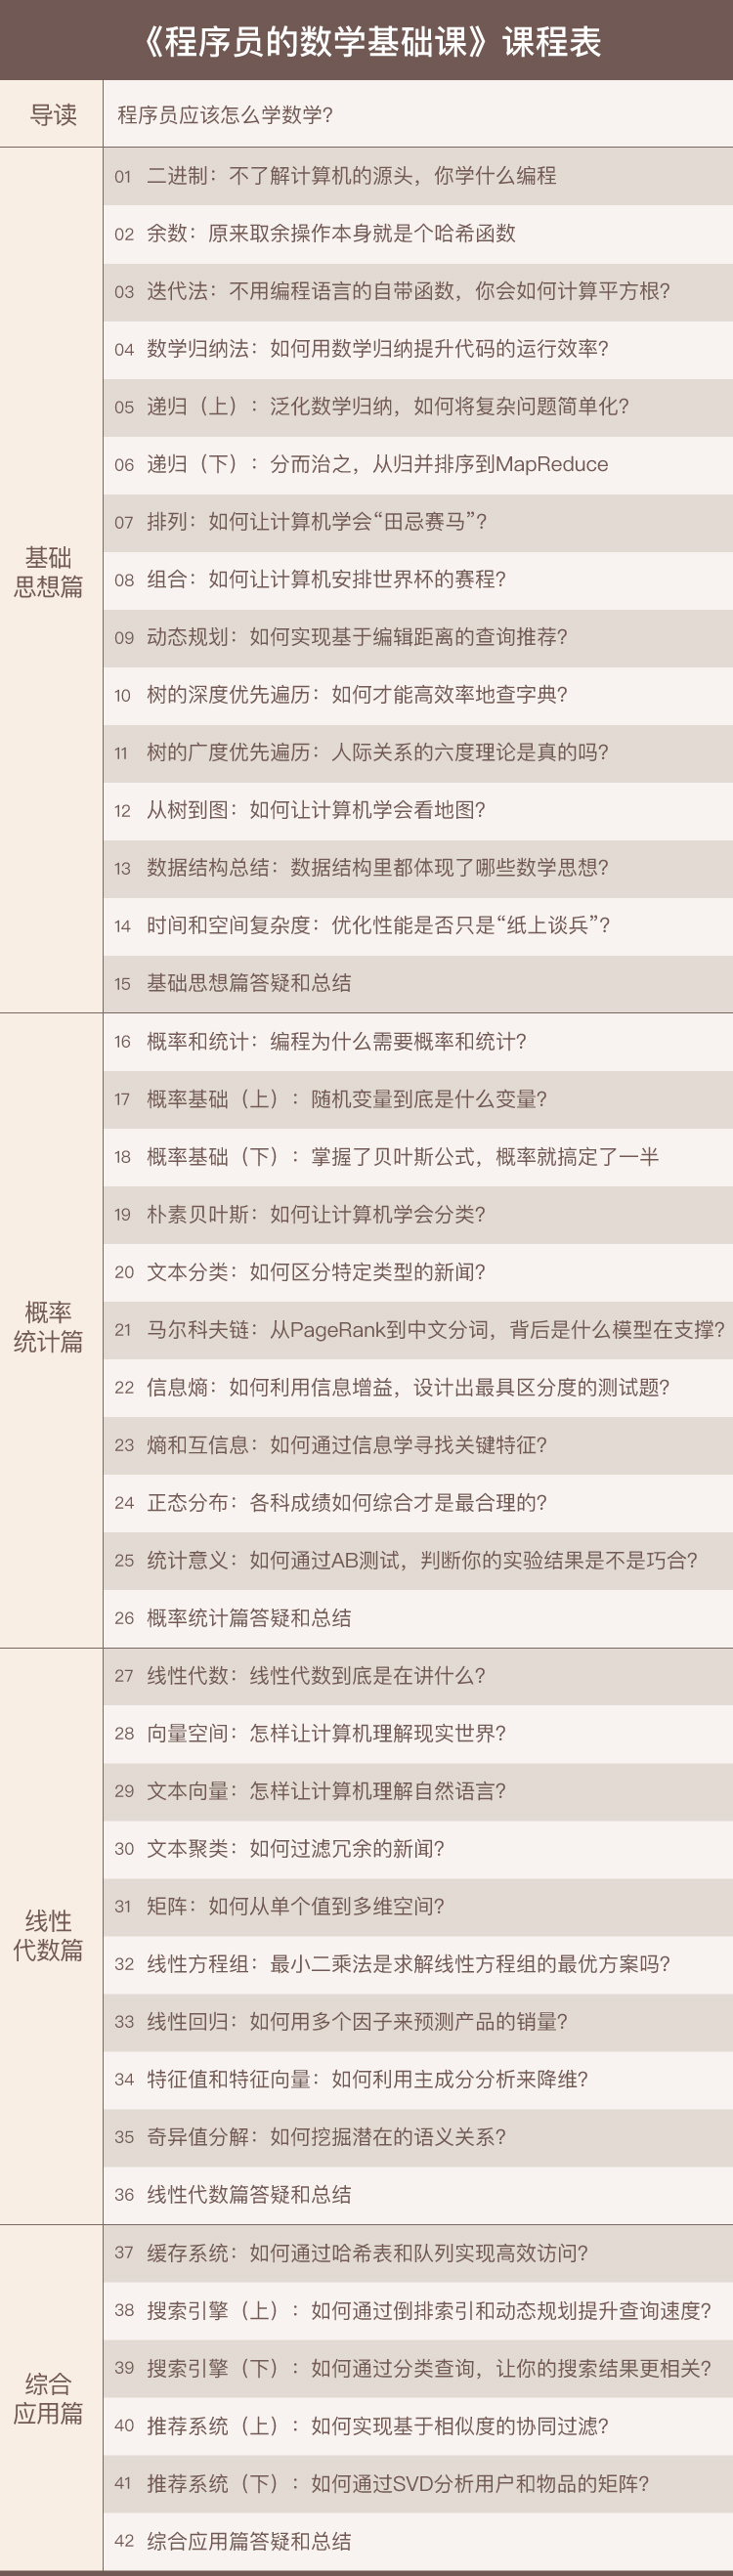 《程序员的数学基础课》课程表
导读
程序员应该怎么学数学？
基础
思想篇
01 二进制：不了解计算机的源头，你学什么编程
02 余数：原来取余操作本身就是个哈希函数
03 迭代法：不用编程语言的自带函数，你会如何计算平方根？
04 数学归纳法：如何用数学归纳提升代码的运行效率？
05 递归（上）：泛化数学归纳，如何将复杂问题简单化？
06 递归（下）：分而治之，从归并排序到MapReduce
07 排列：如何让计算机学会“田忌赛马”？
08 组合：如何让计算机安排世界杯的赛程？
09 动态规划：如何实现基于编辑距离的查询推荐？
10 树的深度优先遍历：如何才能高效率地查字典？
11 树的广度优先遍历：人际关系的六度理论是真的吗？
12 从树到图：如何让计算机学会看地图？
13 数据结构总结：数据结构里都体现了哪些数学思想？
14 时间和空间复杂度：优化性能是否只是“纸上谈兵”？
15 基础思想篇答疑和总结
概率
统计篇
16 概率和统计：编程为什么需要概率和统计？
17 概率基础（上）：随机变量到底是什么变量？
18 概率基础（下）：掌握了贝叶斯公式，概率就搞定了一半
19 朴素贝叶斯：如何让计算机学会分类？
20 文本分类：如何区分特定类型的新闻？
21 马尔科夫链：从PageRank到中文分词，背后是什么模型在支撑？
22 信息熵：如何利用信息增益，设计出最具区分度的测试题？
23 熵和互信息：如何通过信息学寻找关键特征？
24 正态分布：各科成绩如何综合才是最合理的？
25 统计意义：如何通过AB测试，判断你的实验结果是不是巧合？
26 概率统计篇答疑和总结
线性
代数篇
27 线性代数：线性代数到底是在讲什么？
28 向量空间：怎样让计算机理解现实世界？
29 文本向量：怎样让计算机理解自然语言？
30 文本聚类：如何过滤冗余的新闻？
31 矩阵：如何从单个值到多维空间？
32 线性方程组：最小二乘法是求解线性方程组的最优方案吗？
33 线性回归：如何用多个因子来预测产品的销量？
34 特征值和特征向量：如何利用主成分分析来降维？
35 奇异值分解：如何挖掘潜在的语义关系？
36 线性代数篇答疑和总结
综合
应用篇
37 缓存系统：如何通过哈希表和队列实现高效访问？
38 搜索引擎（上）：如何通过倒排索引和动态规划提升查询速度？
39 搜索引擎（下）：如何通过分类查询，让你的搜索结果更相关？
40 推荐系统（上）：如何实现基于相似度的协同过滤？
41 推荐系统（下）：如何通过SVD分析用户和物品的矩阵？
42 综合应用篇答疑和总结